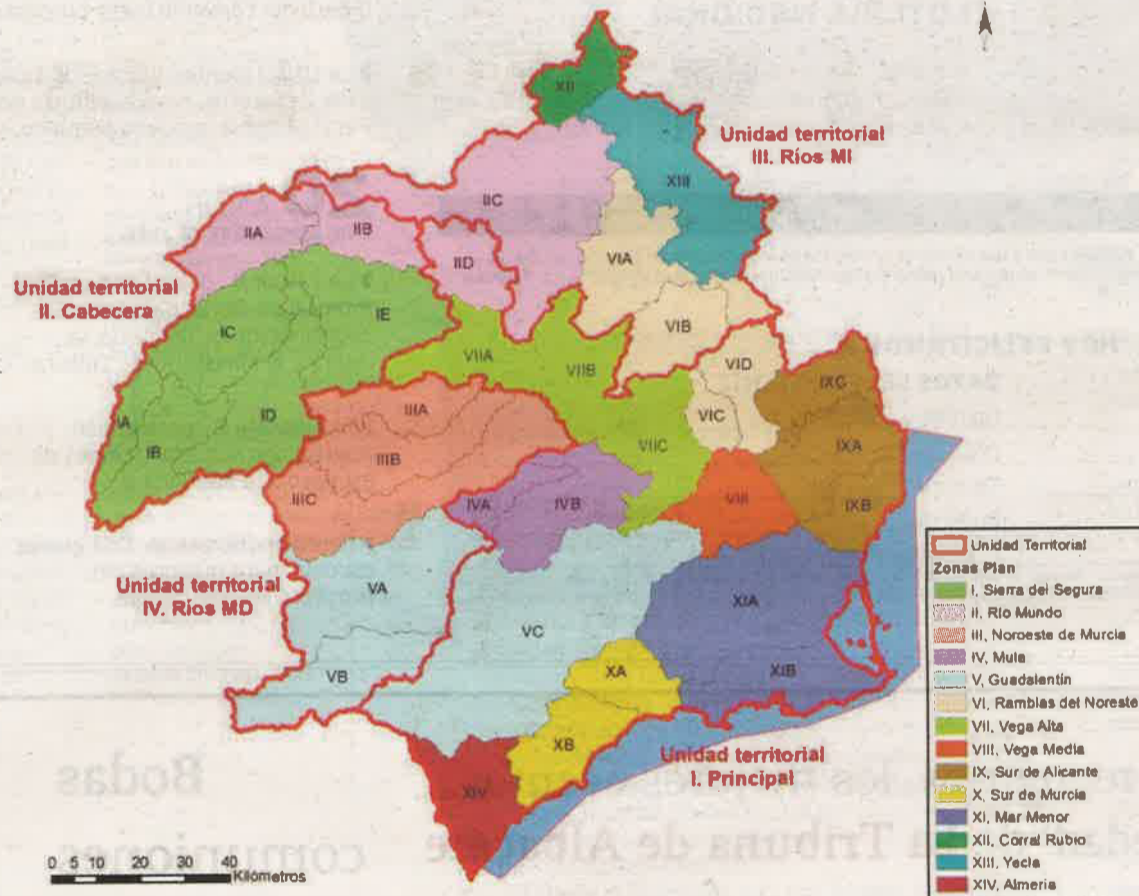 XII
Unidad territorial
III. Ríos MI
XIII
IIC
IIA
IIB
IID
VIA
Unidad territorial
II. Cabecera
IC
IE
VIB
VIIA
VIIB
VID
IXC
IA
ID
IIIA
VIC
IB
IIIB
VIIC
IXA
IIIC
IVA
IVB
VIII
IXB
Unidad territorial
IV. Ríos MD
VA
VC
XIA
VB
XA
XIB
XB
Unidad territorial
I. Principal
XIV
0 5 10 20 30 40
Kilómetros
Unidad Territorial
Zonas Plan
I, Sierra del Segura
II, Río Mundo
III, Noroeste de Murcia
IV, Mula
V, Guadalentín
VI, Ramblas del Noreste
VII, Vega Alta
VIII, Vega Media
IX, Sur de Alicante
X, Sur de Murcia
XI, Mar Menor
XII, Corral Rubio
XIII, Yecla
XIV, Almeria